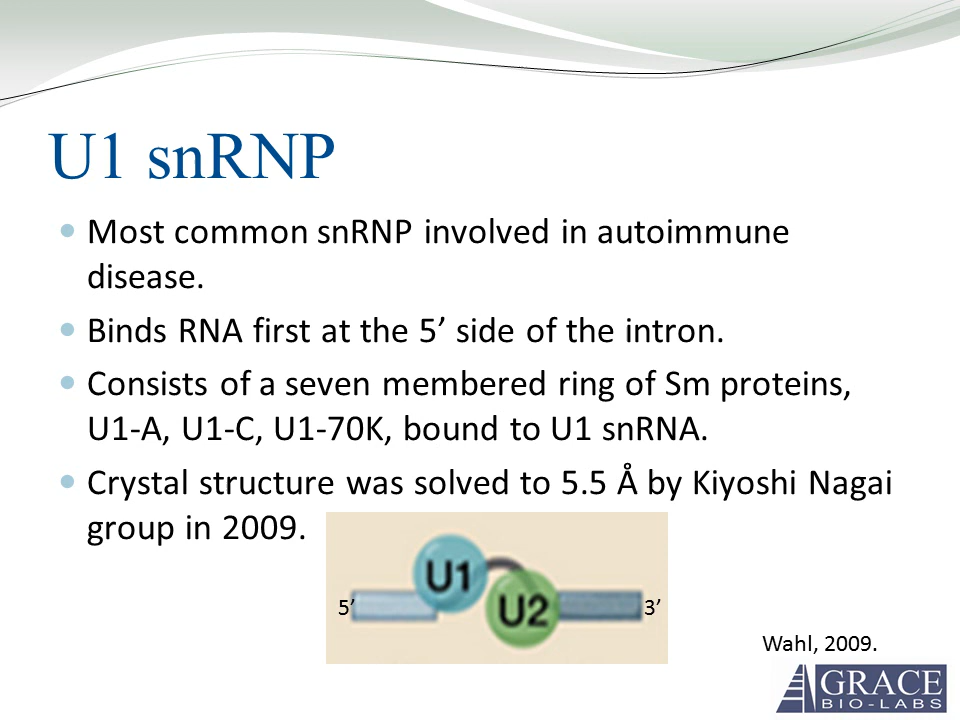 U1 snRNP
Most common snRNP involved in autoimmune
disease.
Binds RNA first at the 5’ side of the intron.
Consists of a seven membered ring of Sm proteins,
U1-A, U1-C, U1-70K, bound to U1 snRNA.
Crystal structure was solved to 5.5 Å by Kiyoshi Nagai
group in 2009.
U1
5’ U2 3’
Wahl, 2009.
GRACE
BIO-LABS